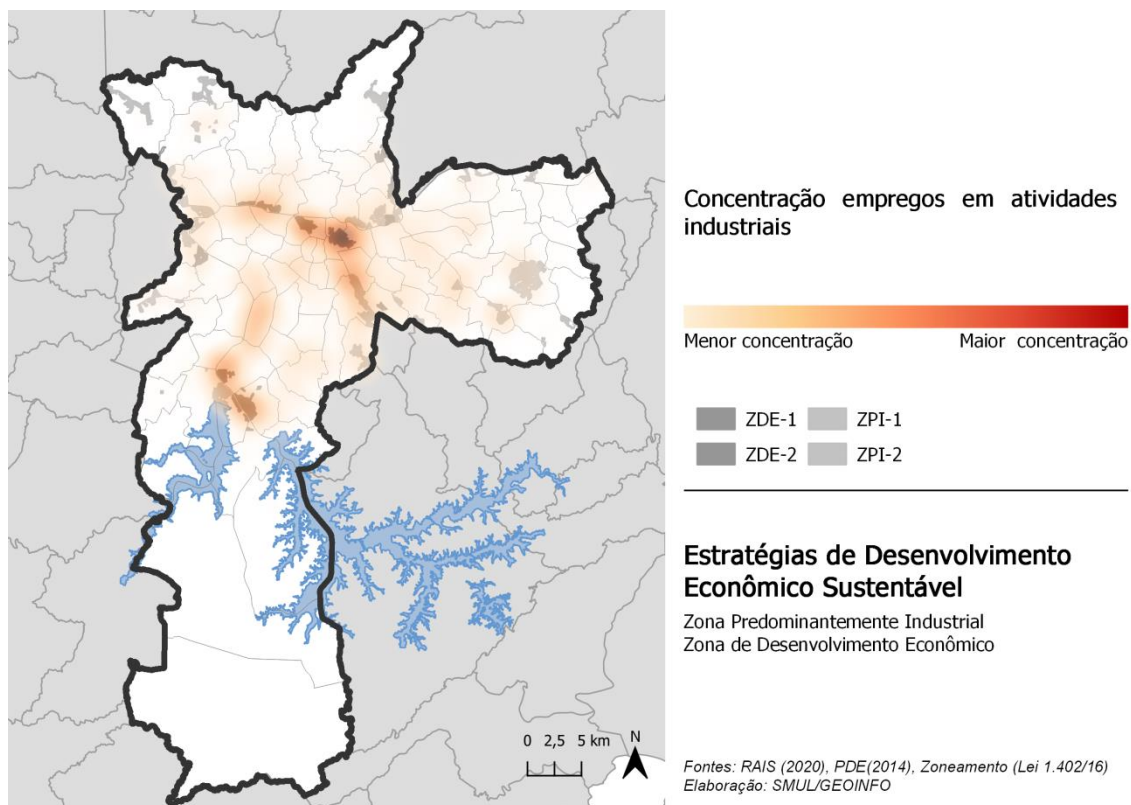 Concentração empregos em atividades
industriais
Menor concentração Maior concentração
ZDE-1 ZPI-1
ZDE-2 ZPI-2
Estratégias de Desenvolvimento
Econômico Sustentável
Zona Predominantemente Industrial
Zona de Desenvolvimento Econômico
0 2,5 5 km N
Fontes: RAIS (2020), PDE(2014), Zoneamento (Lei 1.402/16)
Elaboração: SMUL/GEOINFO